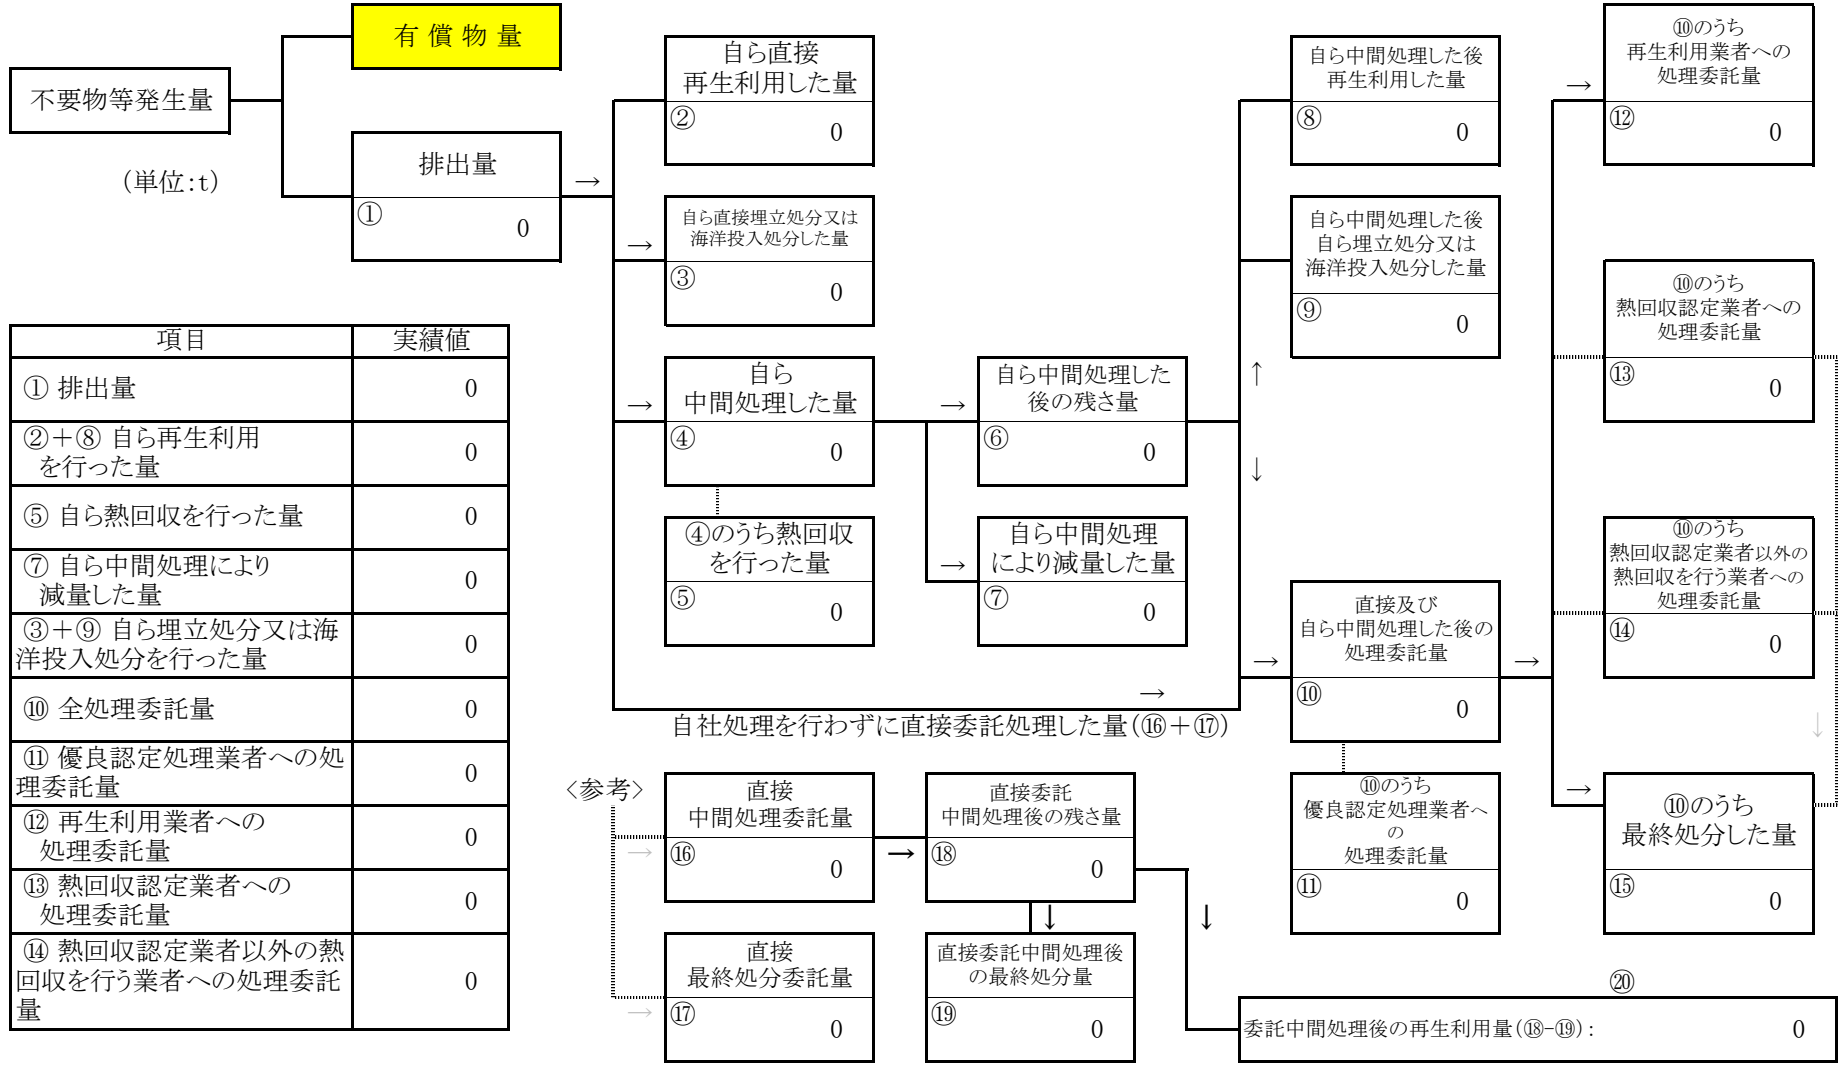 有 償 物 量
不要物等発生量
（単位:t）
排出量
①
0
→
自ら直接
再生利用した量
②
0
→
自ら直接埋立処分又は
海洋投入処分した量
③
0
→
自ら
中間処理した量
④
0
④のうち熱回収
を行った量
⑤
0
→
自ら中間処理した
後の残さ量
⑥
0
→
自ら中間処理
により減量した量
⑦
0
→
自社処理を行わずに直接委託処理した量（⑯＋⑰）
↑
↓
自ら中間処理した後
再生利用した量
⑧
0
自ら中間処理した後
自ら埋立処分又は
海洋投入処分した量
⑨
0
→
直接及び
自ら中間処理した後の
処理委託量
⑩
0
⑩のうち
優良認定処理業者へ
の
処理委託量
⑪
0
→
→
⑩のうち
再生利用業者への
処理委託量
⑫
0
⑩のうち
熱回収認定業者への
処理委託量
⑬
0
⑩のうち
熱回収認定業者以外の
熱回収を行う業者への
処理委託量
⑭
0
↓
→
⑩のうち
最終処分した量
⑮
0
項目 実績値
① 排出量 0
②＋⑧ 自ら再生利用
を行った量
0
⑤ 自ら熱回収を行った量 0
⑦ 自ら中間処理により
減量した量
0
③＋⑨ 自ら埋立処分又は海
洋投入処分を行った量
0
⑩ 全処理委託量 0
⑪ 優良認定処理業者への処
理委託量
0
⑫ 再生利用業者への
処理委託量
0
⑬ 熱回収認定業者への
処理委託量
0
⑭ 熱回収認定業者以外の熱
回収を行う業者への処理委託
量
0
〈参考〉
→
直接
中間処理委託量
⑯
0
→
直接
最終処分委託量
⑰
0
→
直接委託
中間処理後の残さ量
⑱
0
↓
直接委託中間処理後
の最終処分量
⑲
0
↓
⑳
委託中間処理後の再生利用量（⑱−⑲）： 0